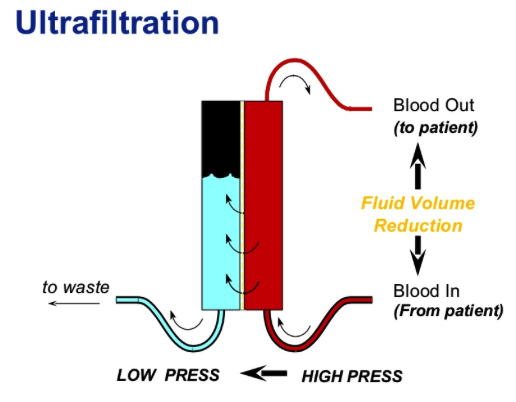 Ultrafiltration
Blood Out
(to patient)
Fluid Volume
Reduction
to waste
Blood In
(From patient)
LOW PRESS
HIGH PRESS